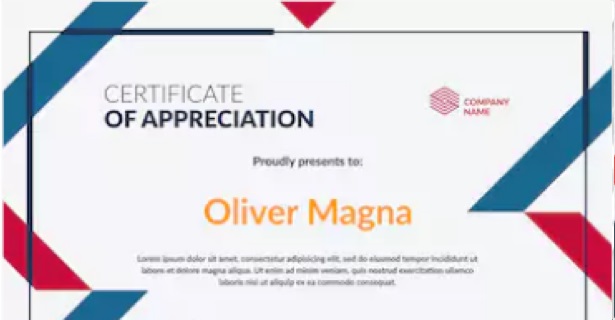 CERTIFICATE
OF APPRECIATION
COMPANY
NAME
Proudly presents to:
Oliver Magna
Lorem ipsum dolor sit amet, consectetur adipisicing elit, sed do eiusmod tempor incididunt ut
labore et dolore magna aliqua. Ut enim ad minim veniam, quis nostrud exercitation ullamco
laboris nisi ut aliquip ex ea commodo consequat.